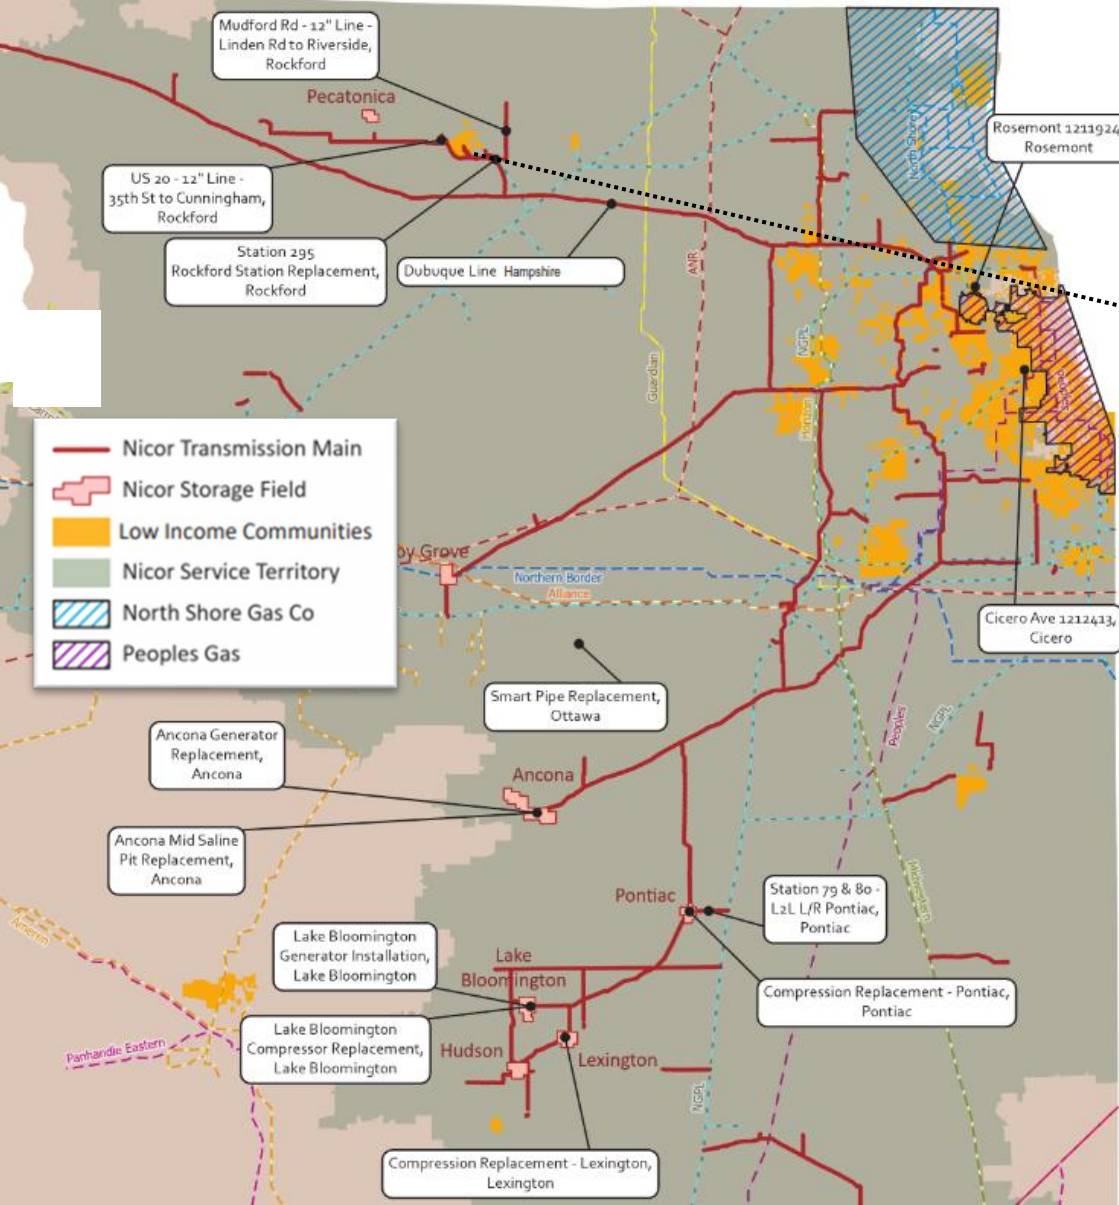 Mudford Rd - 12" Line -
Linden Rd to Riverside,
Rockford
Pecatonica
North Shore
Rosemont 1211924
Rosemont
US 20 - 12" Line -
35th St to Cunningham,
Rockford
Station 295
Rockford Station Replacement,
Rockford
Dubuque Line Hampshire
ANR
NGPL
Guardian
Horizon
Peoples
Nicor Transmission Main
Nicor Storage Field
Low Income Communities
Nicor Service Territory
North Shore Gas Co
Peoples Gas
oy Grove
Northern Border
Alliance
Cicero Ave 1212413,
Cicero
Smart Pipe Replacement,
Ottawa
Peoples
NGPL
Ancona Generator
Replacement,
Ancona
Ancona
Ancona Mid Saline
Pit Replacement,
Ancona
Pontiac
Station 79 & 80 -
L2L L/R Pontiac,
Pontiac
Midwestern
Ameren
Lake Bloomington
Generator Installation,
Lake Bloomington
Lake
Bloomington
Compression Replacement - Pontiac,
Pontiac
Lake Bloomington
Compressor Replacement,
Lake Bloomington
Panhandle Eastern
Hudson
Lexington
NGPL
Compression Replacement - Lexington,
Lexington